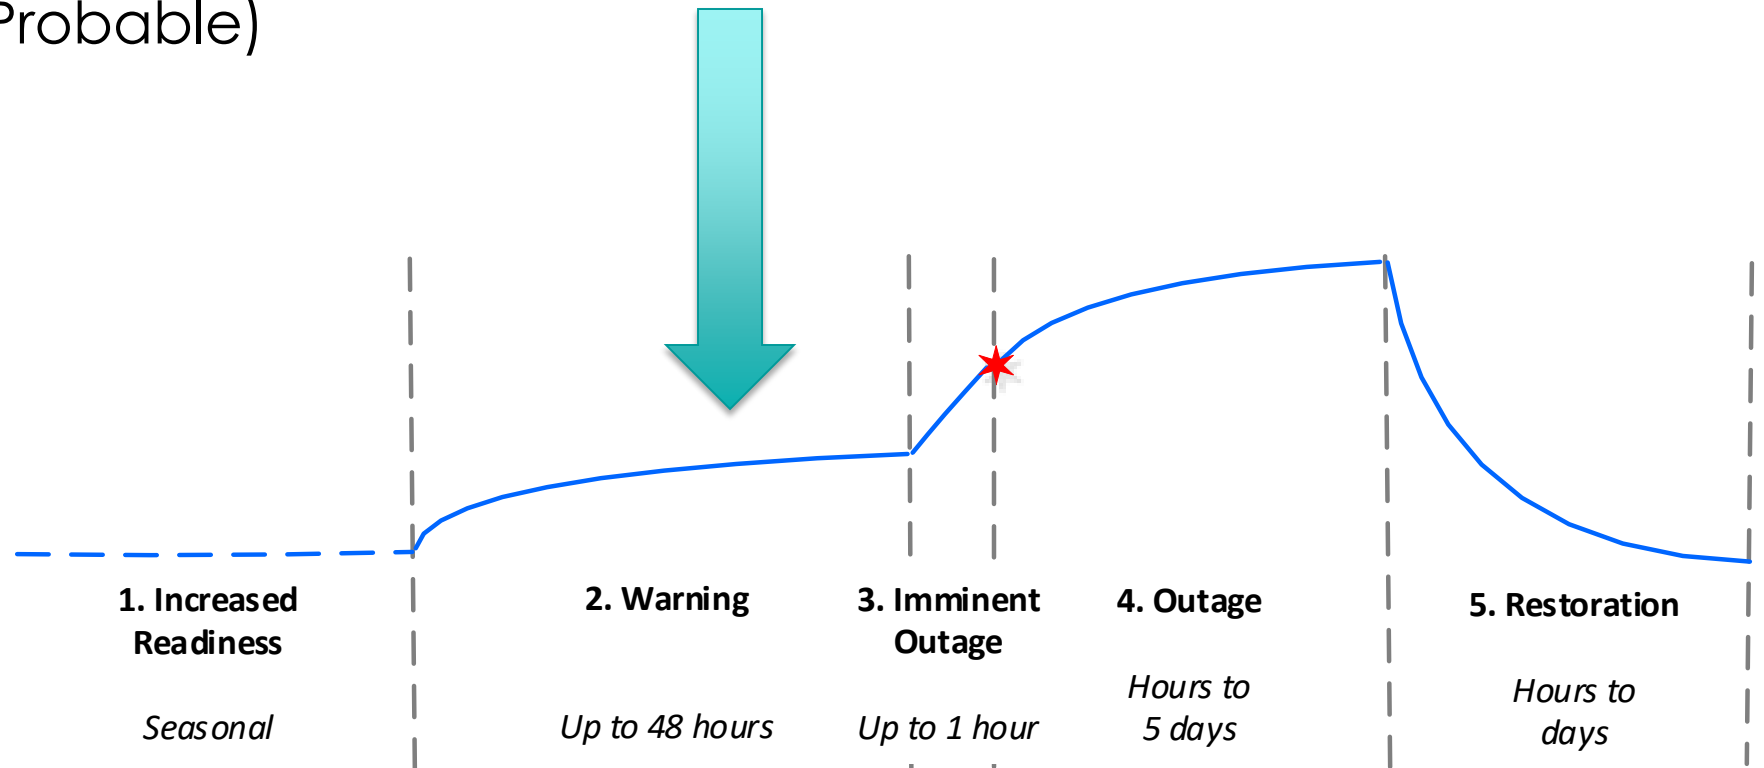 Probable)
1. Increased
Readiness
Seasonal
2. Warning
Up to 48 hours
3. Imminent
Outage
Up to 1 hour
4. Outage
Hours to
5 days
5. Restoration
Hours to
days